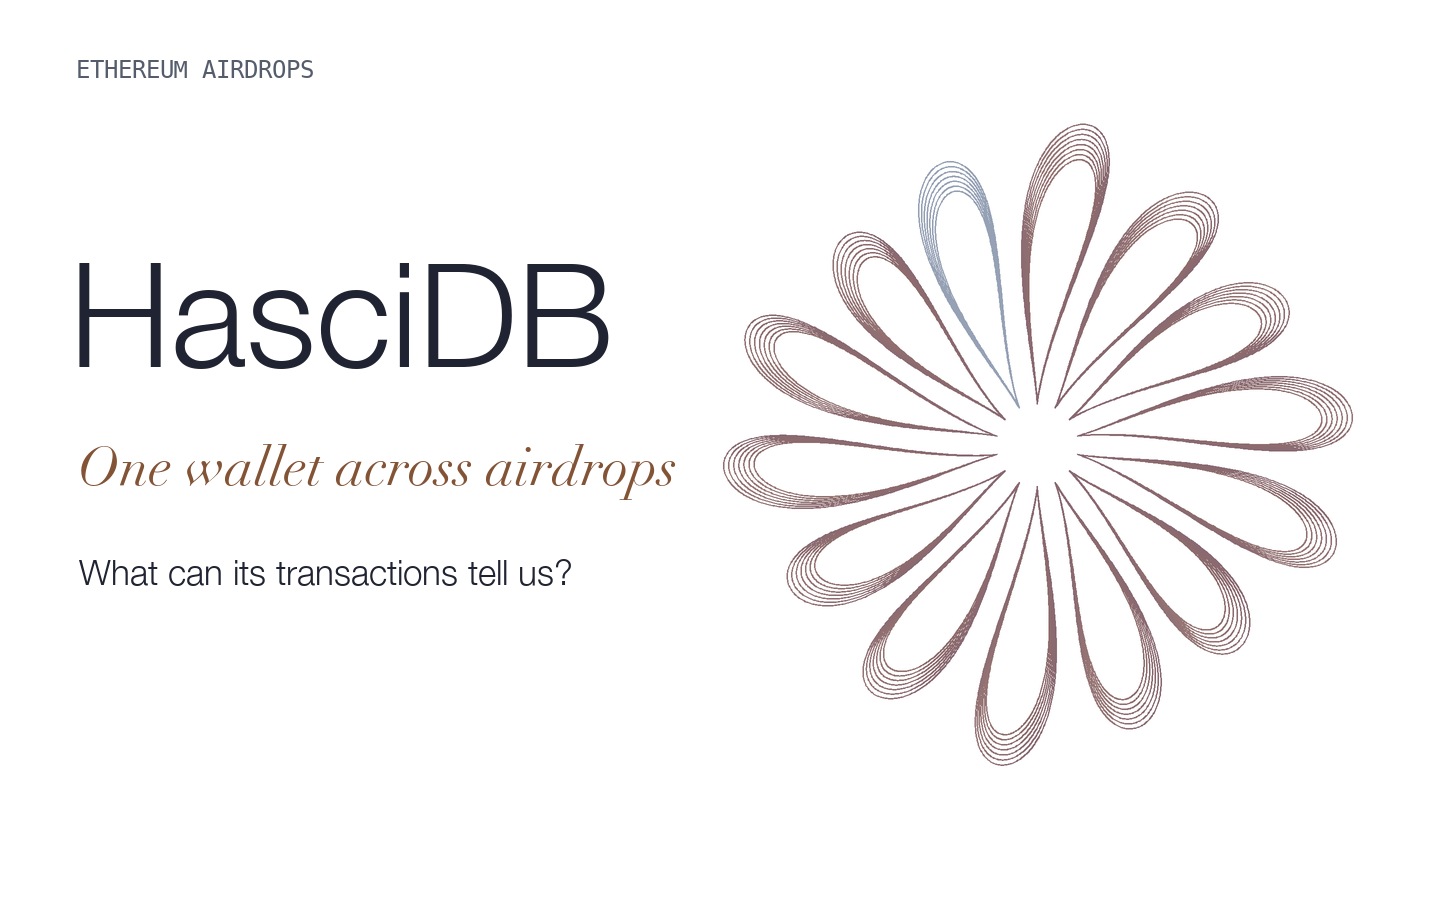 ETHEREUM AIRDROPS
HasciDB
One wallet across airdrops
What can its transactions tell us?